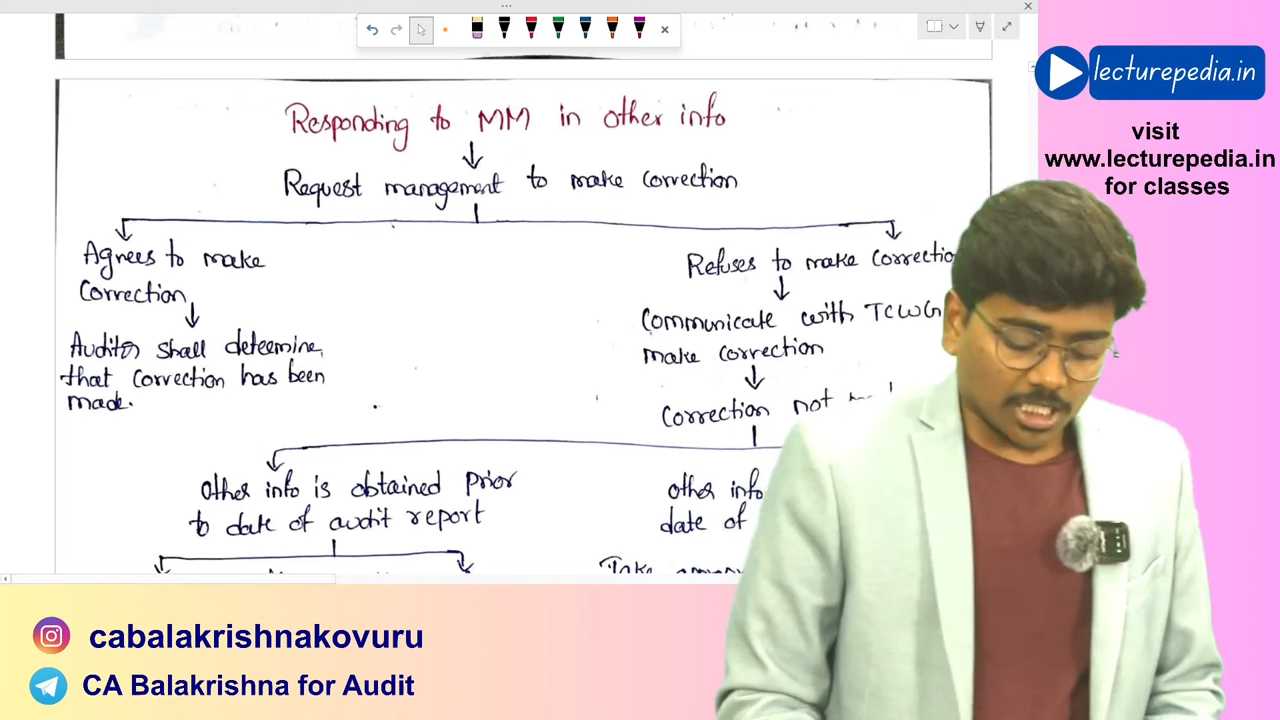 lecturepedia.in
visit
www.lecturepedia.in
for classes
Responding to MM in other info
Request management to make correction
Agrees to make
correction
Auditor shall determine
that correction has been
made.
Refuses to make correctio
Communicate with TCWG
make correction
Correction not
Other info is obtained prior
to date of audit report
other info
date of
Take
cabalakrishnakovuru
CA Balakrishna for Audit